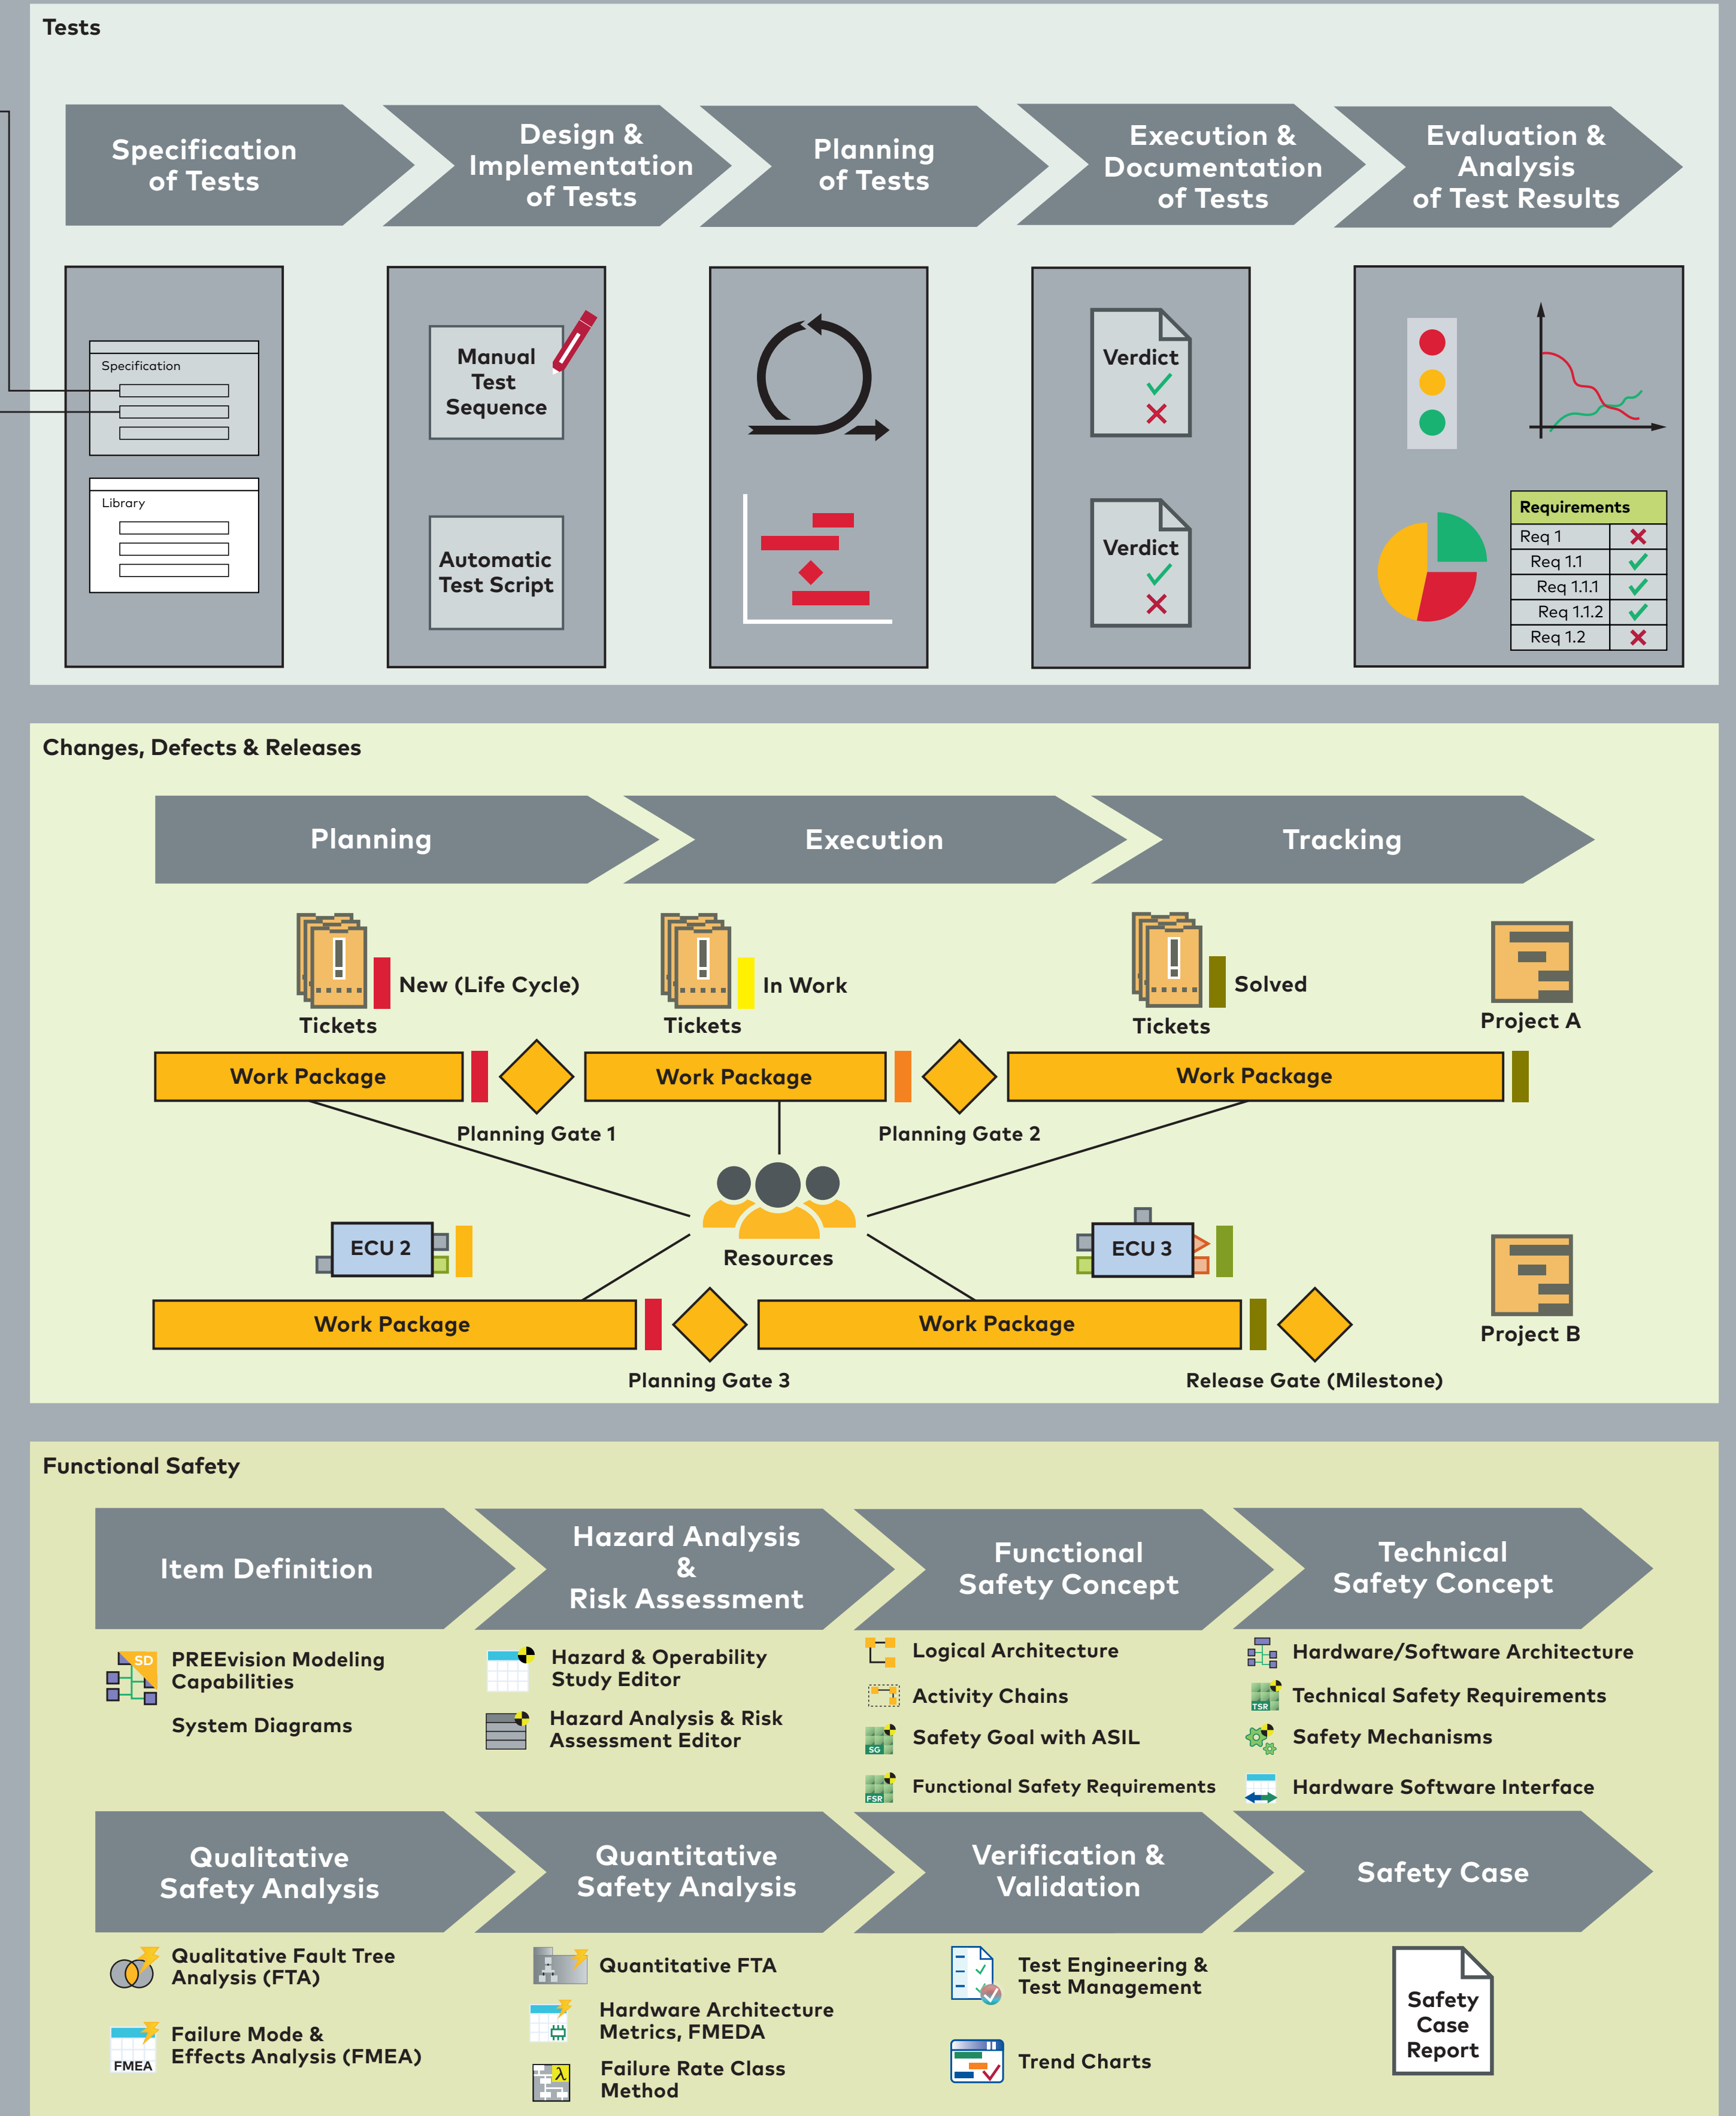 Tests
Specification
of Tests
Design &
Implementation
of Tests
Planning
of Tests
Execution &
Documentation
of Tests
Evaluation &
Analysis
of Test Results
Specification
Library
Manual
Test
Sequence
Automatic
Test Script
Verdict
Verdict
Requirements
Req 1
Req 1.1
Req 1.1.1
Req 1.1.2
Req 1.2
Changes, Defects & Releases
Planning
Execution
Tracking
New (Life Cycle)
Tickets
In Work
Tickets
Solved
Tickets
Project A
Work Package
Work Package
Work Package
Planning Gate 1
Planning Gate 2
Resources
ECU 2
ECU 3
Work Package
Work Package
Project B
Planning Gate 3
Release Gate (Milestone)
Functional Safety
Item Definition
Hazard Analysis
&
Risk Assessment
Functional
Safety Concept
Technical
Safety Concept
SD
PREEvision Modeling
Capabilities
System Diagrams
Hazard & Operability
Study Editor
Hazard Analysis & Risk
Assessment Editor
Logical Architecture
Activity Chains
SG
Safety Goal with ASIL
FSR
Functional Safety Requirements
Hardware/Software Architecture
TSR
Technical Safety Requirements
Safety Mechanisms
Hardware Software Interface
Qualitative
Safety Analysis
Quantitative
Safety Analysis
Verification &
Validation
Safety Case
Qualitative Fault Tree
Analysis (FTA)
FMEA
Failure Mode &
Effects Analysis (FMEA)
Quantitative FTA
Hardware Architecture
Metrics, FMEDA
λ
Failure Rate Class
Method
Test Engineering &
Test Management
Trend Charts
Safety
Case
Report